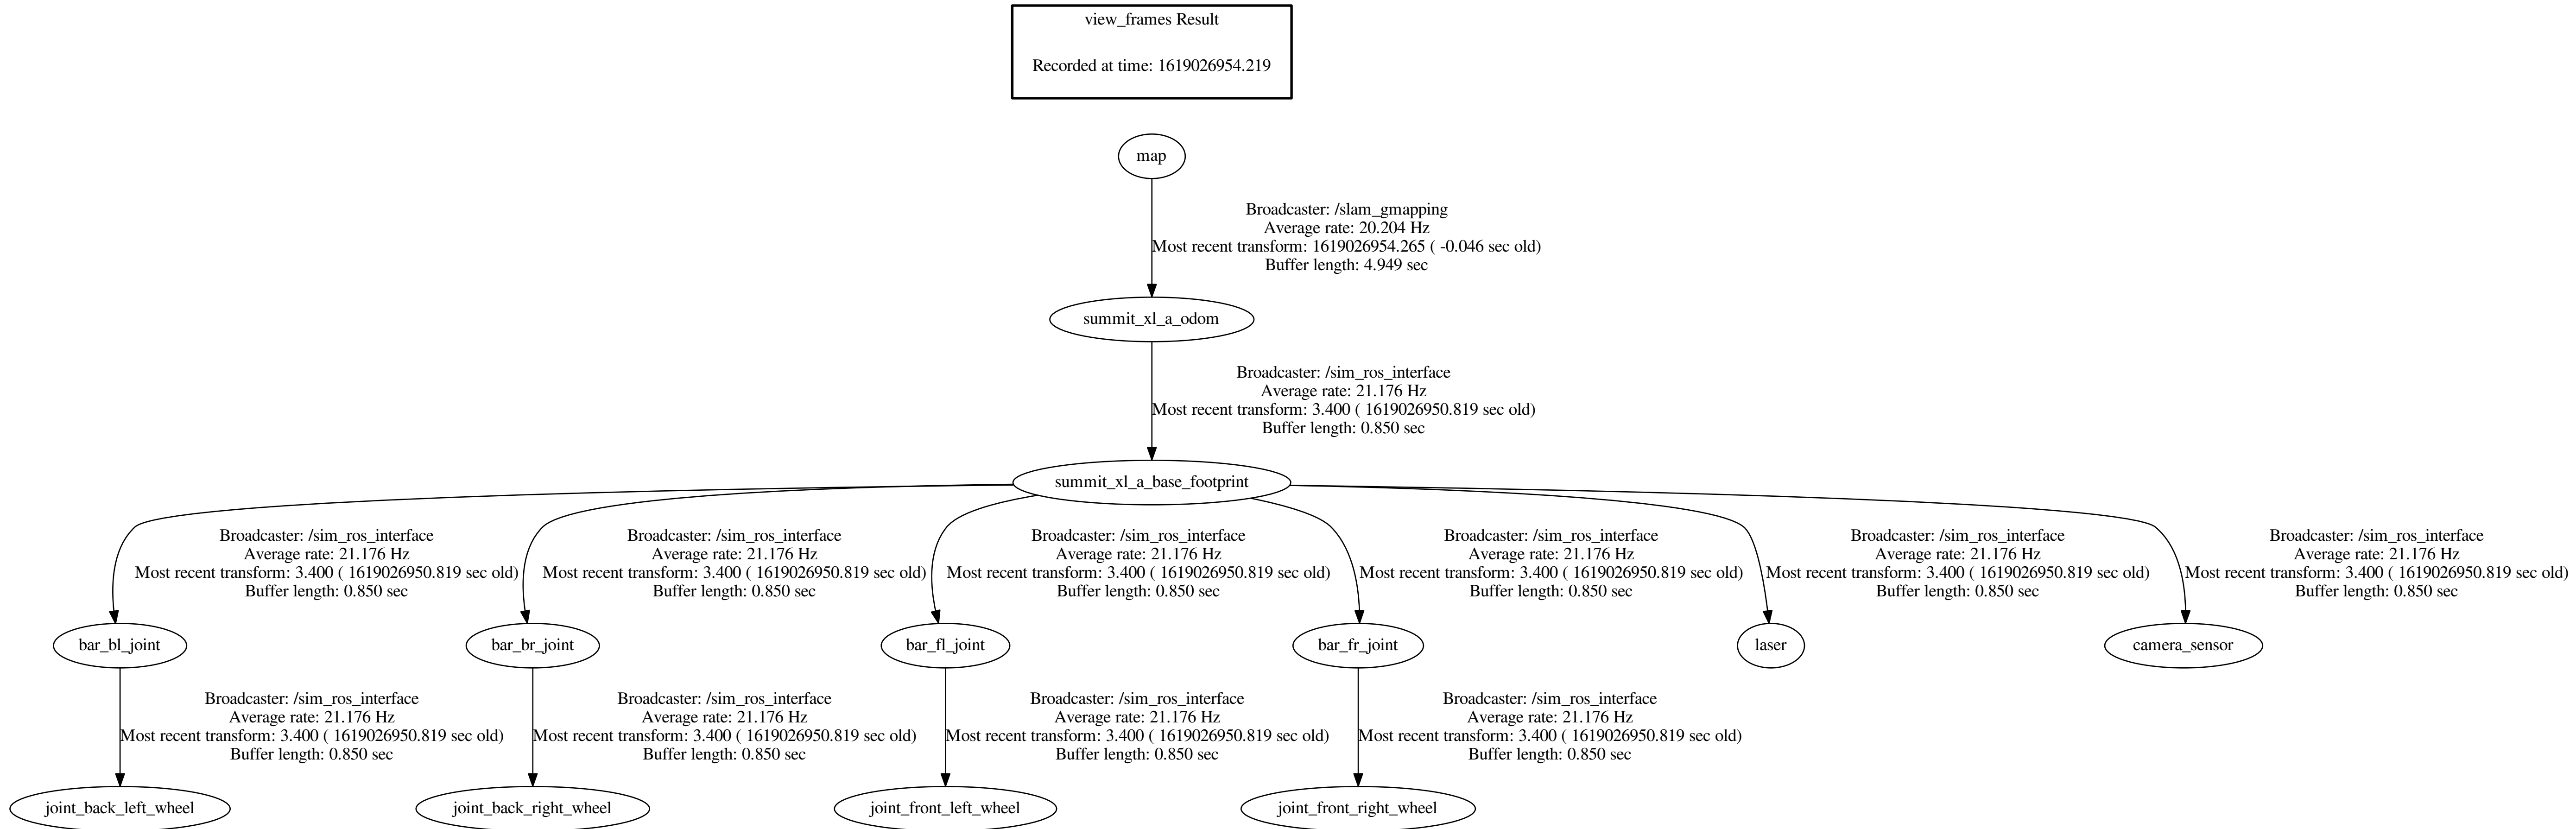 view_frames Result
Recorded at time: 1619026954.219
map
Broadcaster: /slam_gmapping
Average rate: 20.204 Hz
Most recent transform: 1619026954.265 ( -0.046 sec old)
Buffer length: 4.949 sec
summit_xl_a_odom
Broadcaster: /sim_ros_interface
Average rate: 21.176 Hz
Most recent transform: 3.400 ( 1619026950.819 sec old)
Buffer length: 0.850 sec
summit_xl_a_base_footprint
Broadcaster: /sim_ros_interface
Average rate: 21.176 Hz
Most recent transform: 3.400 ( 1619026950.819 sec old)
Buffer length: 0.850 sec
Broadcaster: /sim_ros_interface
Average rate: 21.176 Hz
Most recent transform: 3.400 ( 1619026950.819 sec old)
Buffer length: 0.850 sec
Broadcaster: /sim_ros_interface
Average rate: 21.176 Hz
Most recent transform: 3.400 ( 1619026950.819 sec old)
Buffer length: 0.850 sec
Broadcaster: /sim_ros_interface
Average rate: 21.176 Hz
Most recent transform: 3.400 ( 1619026950.819 sec old)
Buffer length: 0.850 sec
Broadcaster: /sim_ros_interface
Average rate: 21.176 Hz
Most recent transform: 3.400 ( 1619026950.819 sec old)
Buffer length: 0.850 sec
Broadcaster: /sim_ros_interface
Average rate: 21.176 Hz
Most recent transform: 3.400 ( 1619026950.819 sec old)
Buffer length: 0.850 sec
bar_bl_joint
bar_br_joint
bar_fl_joint
bar_fr_joint
laser
camera_sensor
Broadcaster: /sim_ros_interface
Average rate: 21.176 Hz
Most recent transform: 3.400 ( 1619026950.819 sec old)
Buffer length: 0.850 sec
Broadcaster: /sim_ros_interface
Average rate: 21.176 Hz
Most recent transform: 3.400 ( 1619026950.819 sec old)
Buffer length: 0.850 sec
Broadcaster: /sim_ros_interface
Average rate: 21.176 Hz
Most recent transform: 3.400 ( 1619026950.819 sec old)
Buffer length: 0.850 sec
Broadcaster: /sim_ros_interface
Average rate: 21.176 Hz
Most recent transform: 3.400 ( 1619026950.819 sec old)
Buffer length: 0.850 sec
joint_back_left_wheel
joint_back_right_wheel
joint_front_left_wheel
joint_front_right_wheel